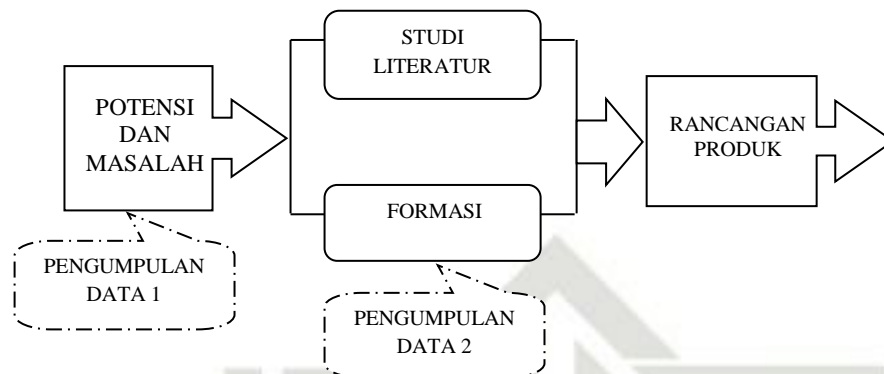 POTENSI
DAN
MASALAH
PENGUMPULAN
DATA 1
STUDI
LITERATUR
FORMASI
PENGUMPULAN
DATA 2
RANCANGAN
PRODUK